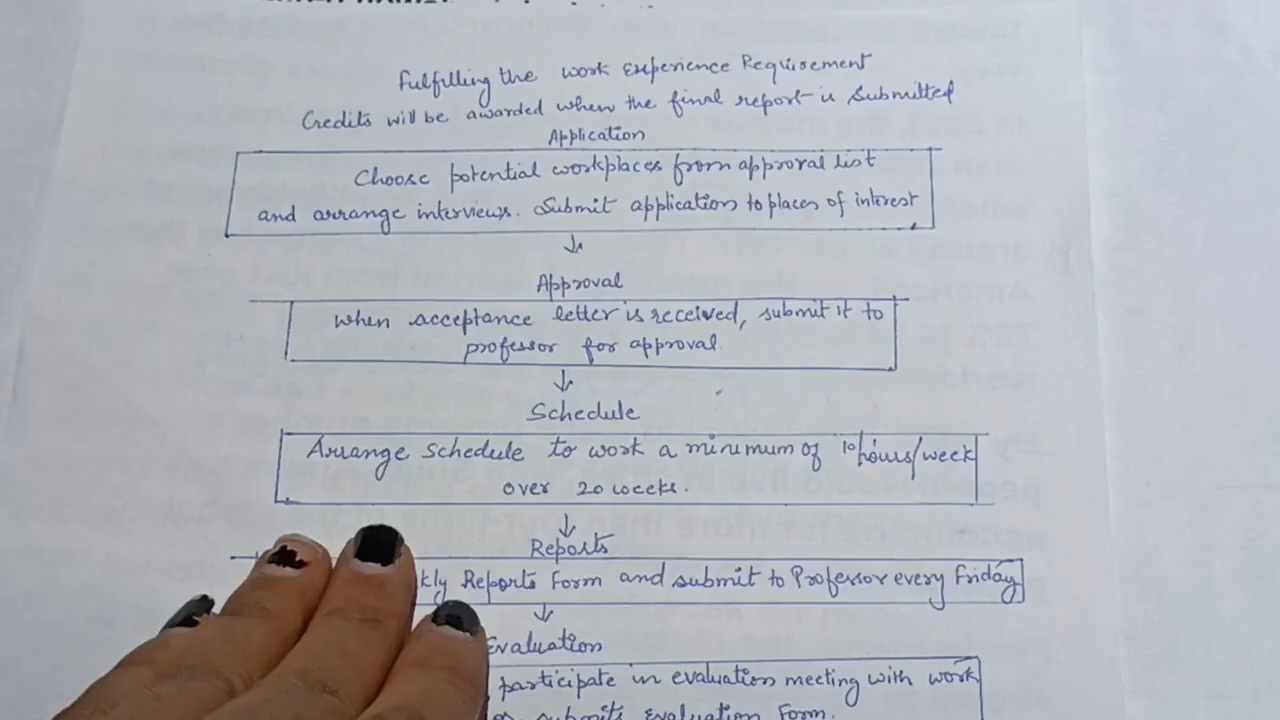 Fulfilling the work Experience Requirement
Credits will be awarded when the final report is Submitted
Application
Choose potential workplaces from approval list
and arrange interviews. Submit application to places of interest
Approval
When acceptance letter is received, submit it to
professor for approval.
Schedule
Arrange schedule to work a minimum of 10 hours/week
over 20 weeks.
Reports
Reports Form and submit to Professor every Friday
Evaluation
participate in evaluation meeting with work
submits Evaluation Form.